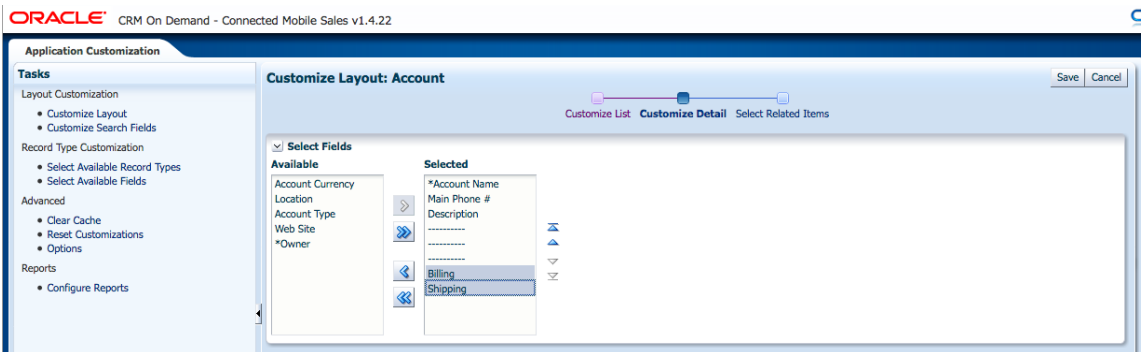 ORACLE® CRM On Demand - Connected Mobile Sales v1.4.22
Application Customization
Tasks
Layout Customization
• Customize Layout
• Customize Search Fields
Record Type Customization
• Select Available Record Types
• Select Available Fields
Advanced
• Clear Cache
• Reset Customizations
• Options
Reports
• Configure Reports
Customize Layout: Account
Save Cancel
Customize List Customize Detail Select Related Items
Select Fields
Available
Account Currency
Location
Account Type
Web Site
*Owner
Selected
*Account Name
Main Phone #
Description
----------
----------
----------
Billing
Shipping